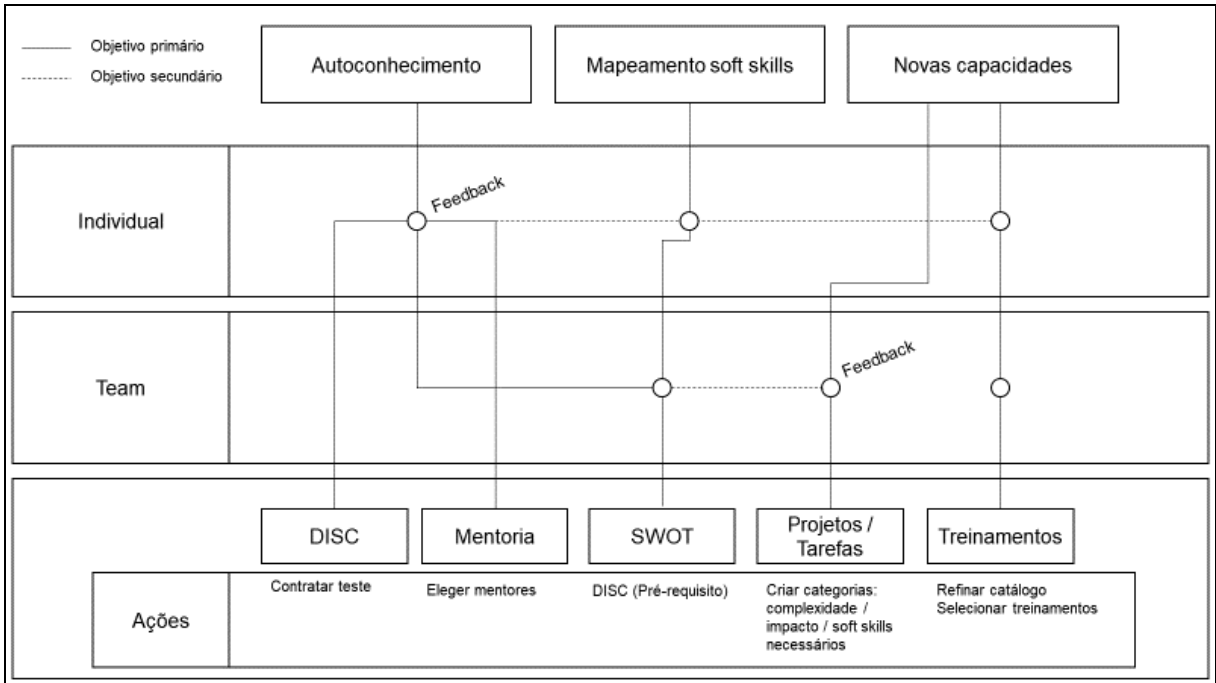 Objetivo primário
Objetivo secundário
Autoconhecimento
Mapeamento soft skills
Novas capacidades
Individual
Feedback
Team
Feedback
DISC
Mentoria
SWOT
Projetos /
Tarefas
Treinamentos
Ações
Contratar teste
Eleger mentores
DISC (Pré-requisito)
Criar categorias:
complexidade /
impacto / soft skills
necessários
Refinar catálogo
Selecionar treinamentos